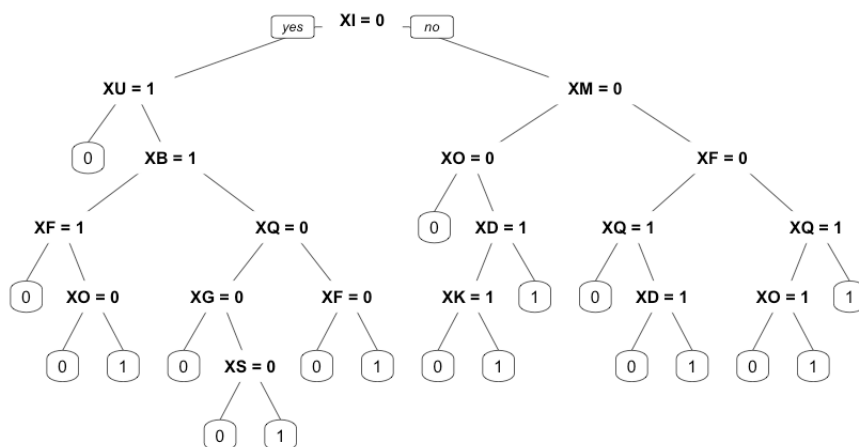 yes XI = 0 no
XU = 1 XM = 0
0 XB = 1 XO = 0 XF = 0
XF = 1 XQ = 0 0 XD = 1 XQ = 1 XQ = 1
0 XO = 0 XG = 0 XF = 0 XK = 1 1 0 XD = 1 XO = 1 1
0 1 0 XS = 0 0 1 0 1 0 1 0 1
0 1